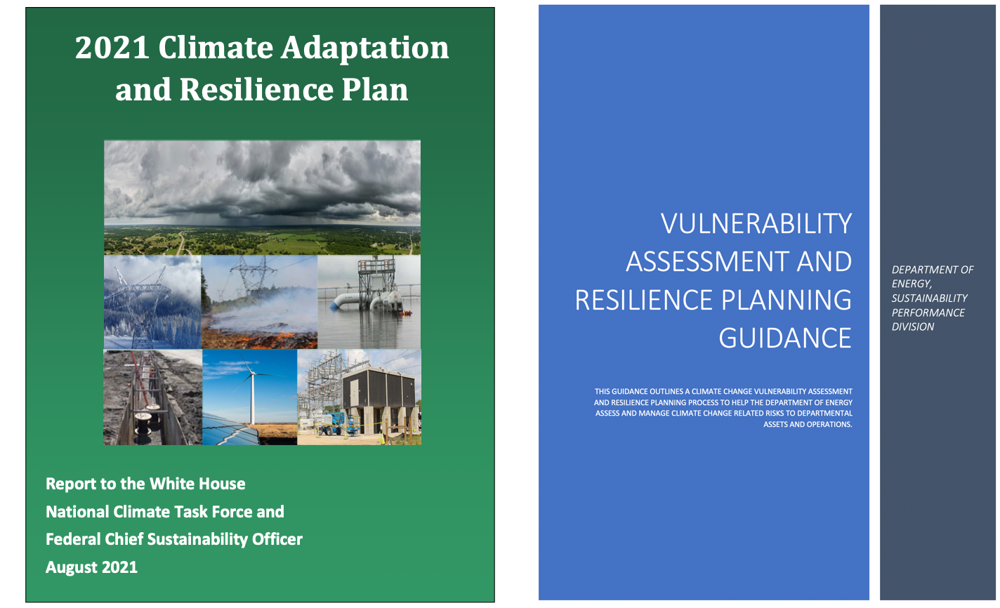 2021 Climate Adaptation
and Resilience Plan
Report to the White House
National Climate Task Force and
Federal Chief Sustainability Officer
August 2021
VULNERABILITY
ASSESSMENT AND
RESILIENCE PLANNING
GUIDANCE
THIS GUIDANCE OUTLINES A CLIMATE CHANGE VULNERABILITY ASSESSMENT
AND RESILIENCE PLANNING PROCESS TO HELP THE DEPARTMENT OF ENERGY
ASSESS AND MANAGE CLIMATE CHANGE RELATED RISKS TO DEPARTMENTAL
ASSETS AND OPERATIONS.
DEPARTMENT OF
ENERGY,
SUSTAINABILITY
PERFORMANCE
DIVISION